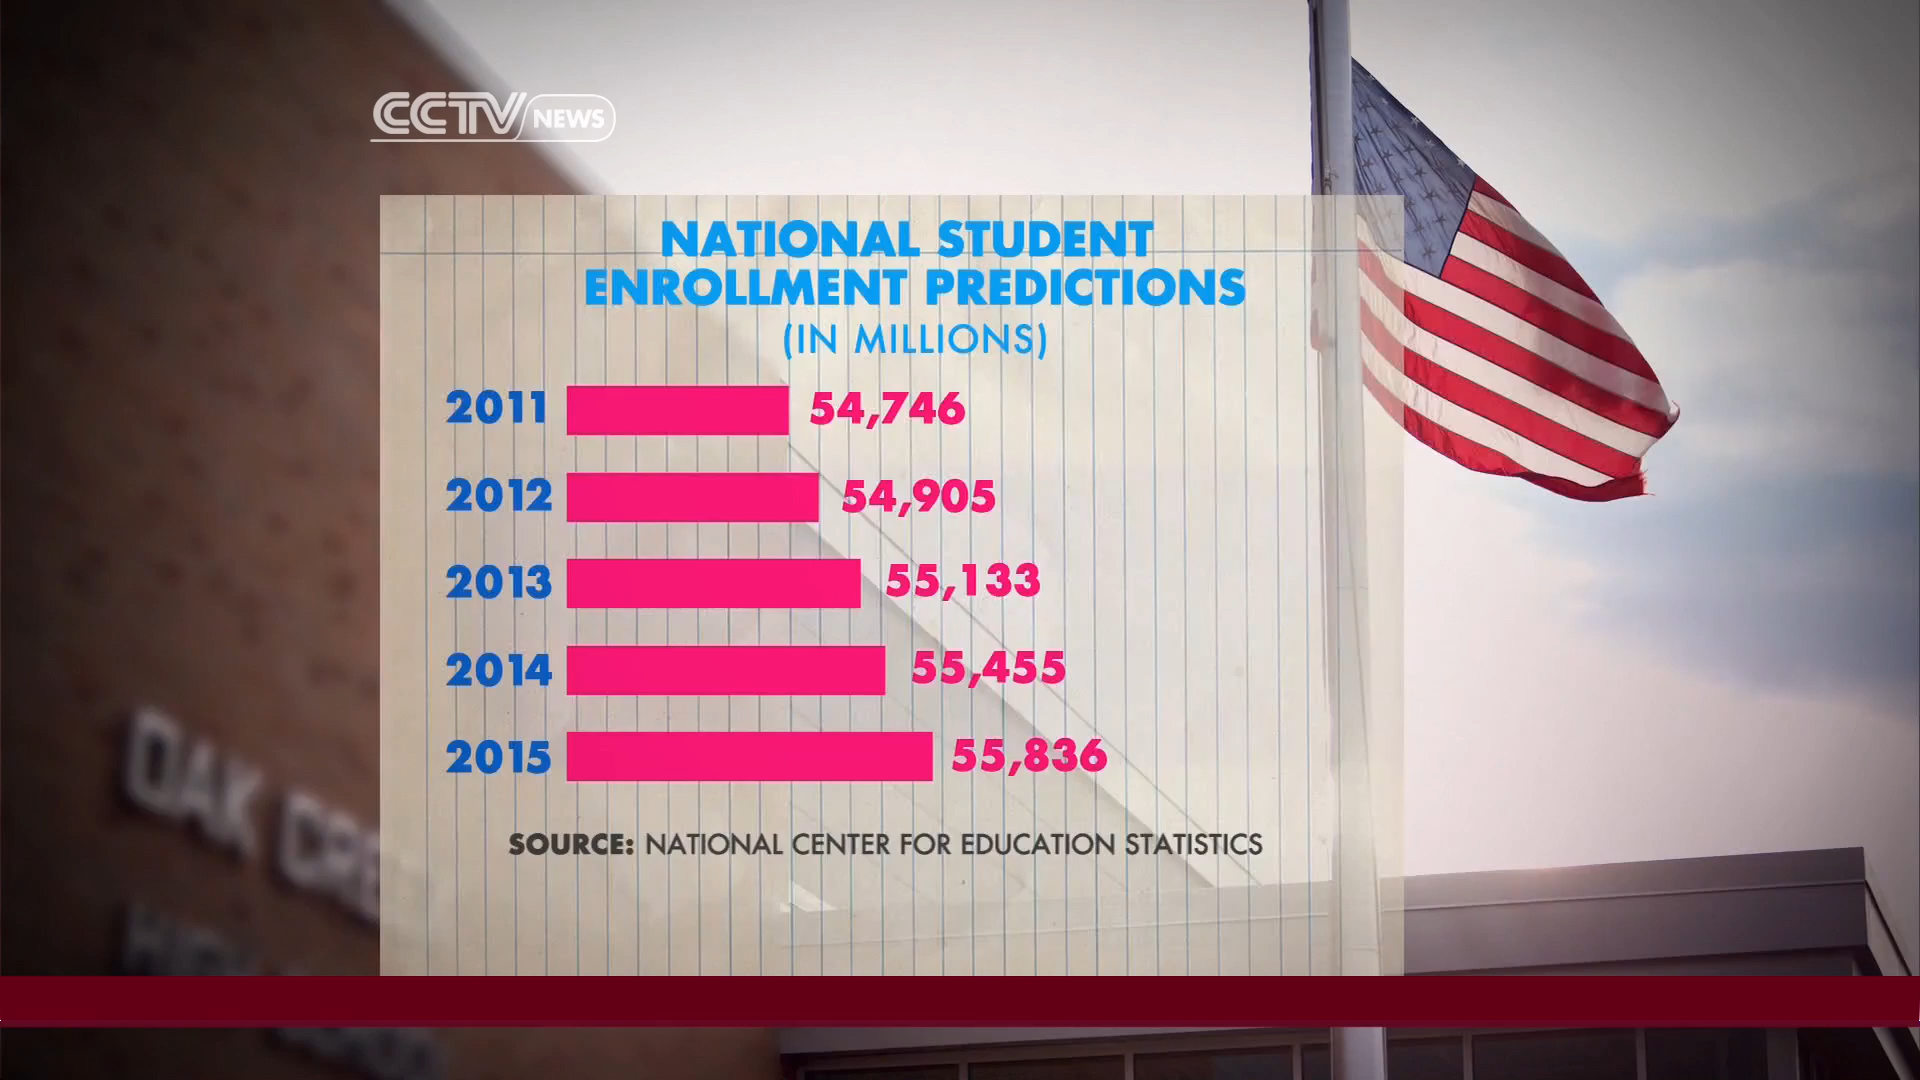 CCTV NEWS
NATIONAL STUDENT
ENROLLMENT PREDICTIONS
(IN MILLIONS)
2011 54,746
2012 54,905
2013 55,133
2014 55,455
2015 55,836
SOURCE: NATIONAL CENTER FOR EDUCATION STATISTICS
OAK